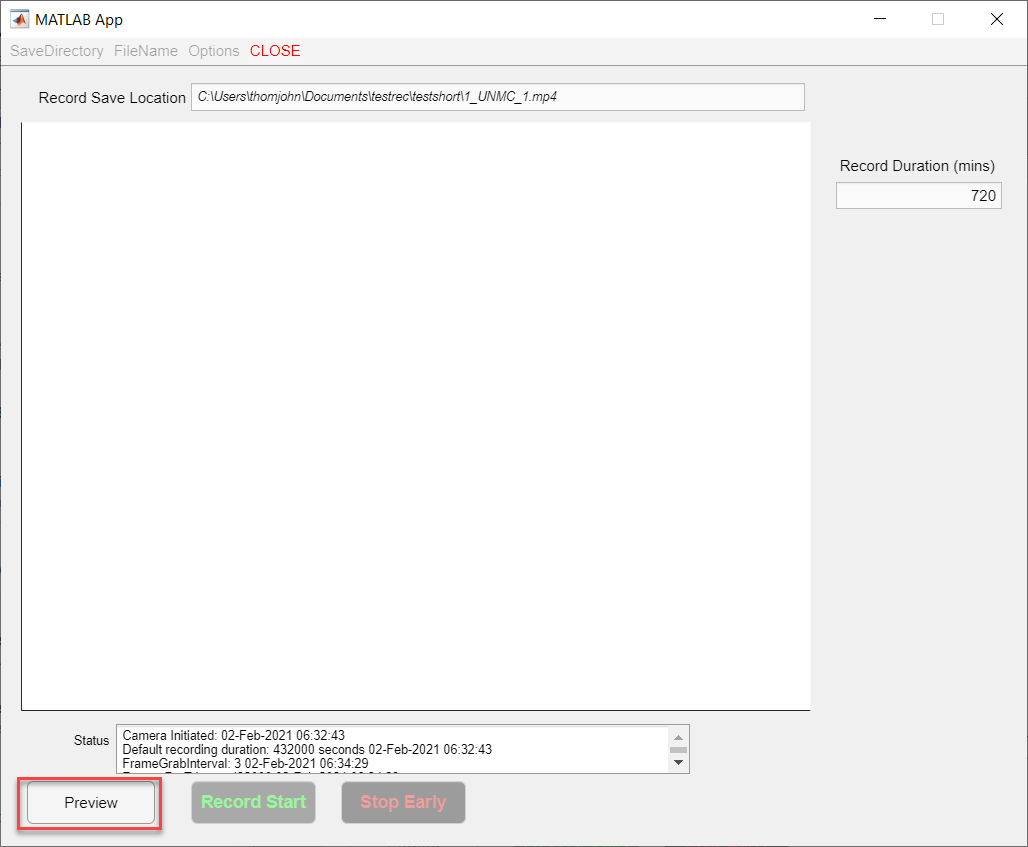 MATLAB App
SaveDirectory FileName Options CLOSE
Record Save Location C:\Users\thomjohn\Documents\testrec\testshort\1_UNMC_1.mp4
Record Duration (mins)
720
Status
Camera Initiated: 02-Feb-2021 06:32:43
Default recording duration: 432000 seconds 02-Feb-2021 06:32:43
FrameGrabInterval: 3 02-Feb-2021 06:34:29
Preview Record Start Stop Early